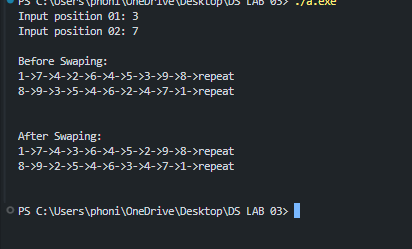 PS C:\Users\phoni\OneDrive\Desktop\DS LAB 03> ./a.exe
Input position 01: 3
Input position 02: 7
Before Swaping:
1->7->4->2->6->4->5->3->9->8->repeat
8->9->3->5->4->6->2->4->7->1->repeat
After Swaping:
1->7->4->3->6->4->5->2->9->8->repeat
8->9->2->5->4->6->3->4->7->1->repeat
PS C:\Users\phoni\OneDrive\Desktop\DS LAB 03>